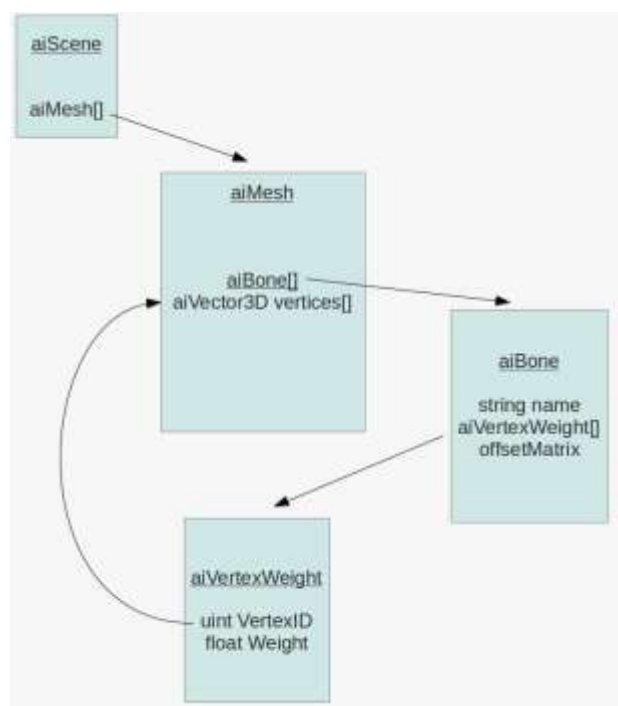 aiScene
aiMesh[]
aiMesh
aiBone[]
aiVector3D vertices[]
aiBone
string name
aiVertexWeight[]
offsetMatrix
aiVertexWeight
uint VertexID
float Weight